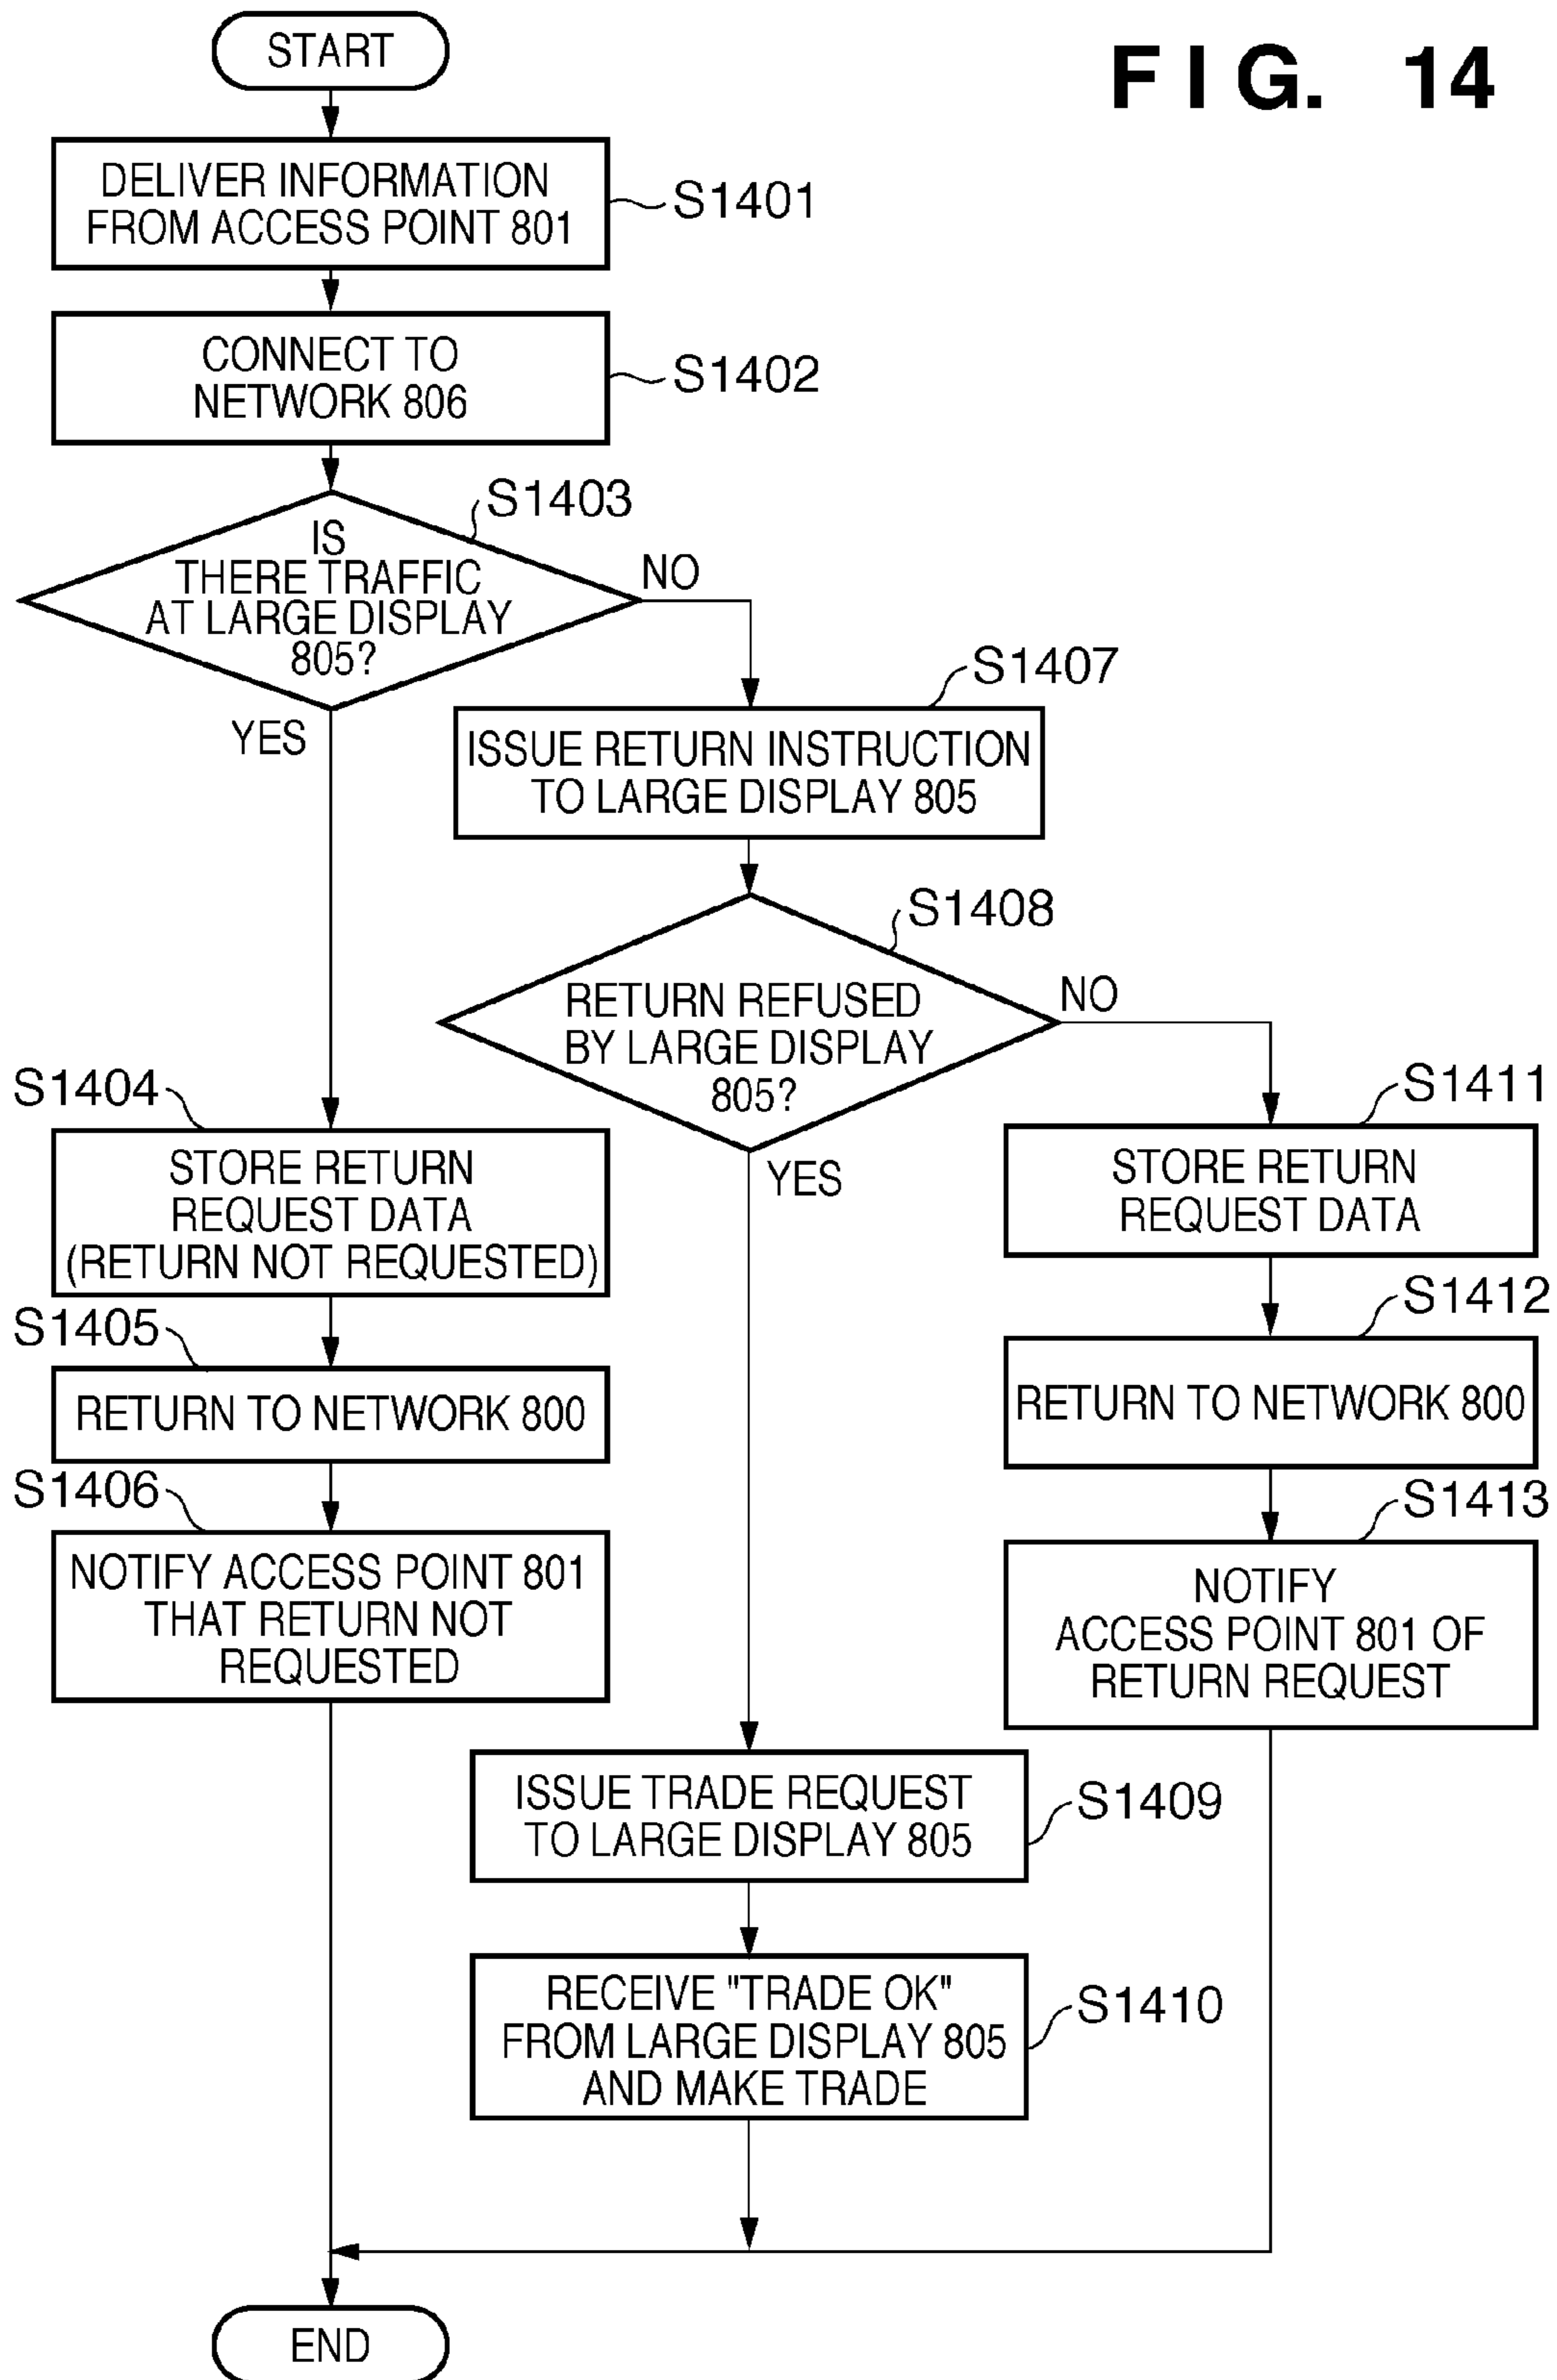 FIG. 14
START
DELIVER INFORMATION
FROM ACCESS POINT 801
S1401
CONNECT TO
NETWORK 806
S1402
S1403
IS
THERE TRAFFIC
AT LARGE DISPLAY
805?
NO
YES
S1407
ISSUE RETURN INSTRUCTION
TO LARGE DISPLAY 805
S1408
RETURN REFUSED
BY LARGE DISPLAY
805?
NO
YES
S1404
STORE RETURN
REQUEST DATA
(RETURN NOT REQUESTED)
S1405
RETURN TO NETWORK 800
S1406
NOTIFY ACCESS POINT 801
THAT RETURN NOT
REQUESTED
S1411
STORE RETURN
REQUEST DATA
S1412
RETURN TO NETWORK 800
S1413
NOTIFY
ACCESS POINT 801 OF
RETURN REQUEST
ISSUE TRADE REQUEST
TO LARGE DISPLAY 805
S1409
RECEIVE "TRADE OK"
FROM LARGE DISPLAY 805
AND MAKE TRADE
S1410
END